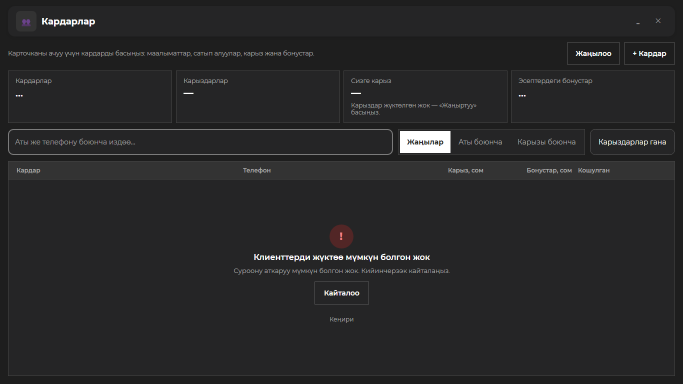 Кардарлар
Карточканы ачуу үчүн кардарды басыңыз: маалыматтар, сатып алуулар, карыз жана бонустар.
Жаңылоо
+ Кардар
Кардарлар
...
Карыздарлар
—
Сизге карыз
—
Карыздар жүктөлгөн жок — «Жаңыртуу»
басыңыз.
Эсептердеги бонустар
...
Аты же телефону боюнча издөө...
Жаңылар
Аты боюнча
Карызы боюнча
Карыздарлар гана
Кардар
Телефон
Карыз, сом
Бонустар, сом
Кошулган
!
Клиенттерди жүктөө мүмкүн болгон жок
Суроону аткаруу мүмкүн болгон жок. Кийинчерээк кайталаңыз.
Кайталоо
Кеңири